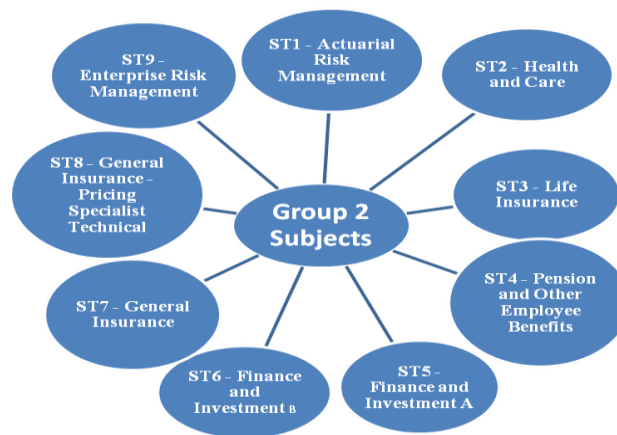 ST1 – Actuarial
Risk
Management
ST2 – Health
and Care
ST3 – Life
Insurance
ST4 – Pension
and Other
Employee
Benefits
ST5 –
Finance and
Investment A
ST6 – Finance
and
Investment B
ST7 – General
Insurance
ST8 – General
Insurance –
Pricing
Specialist
Technical
ST9 –
Enterprise Risk
Management
Group 2
Subjects